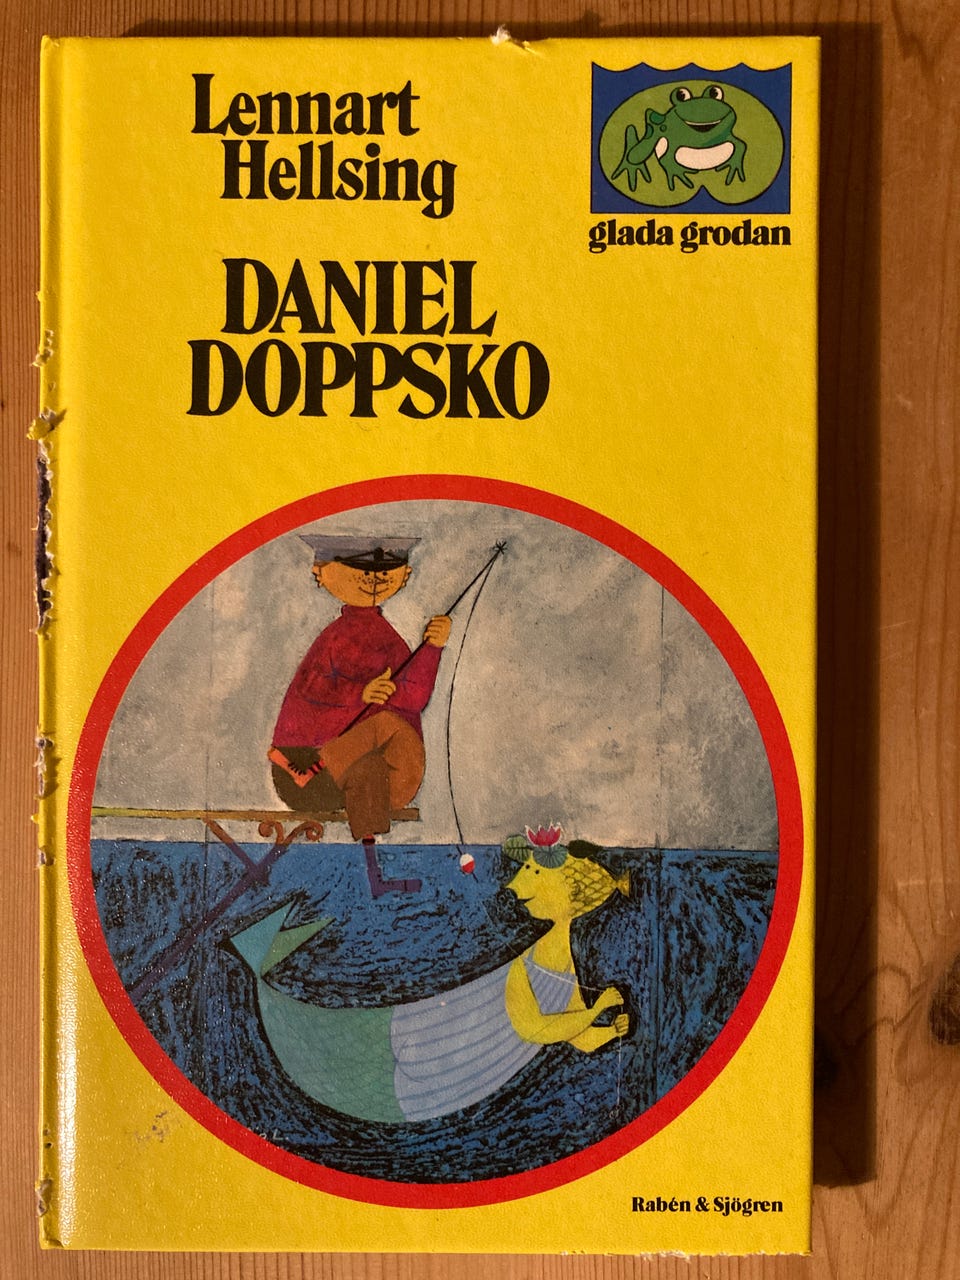 Lennart
Hellsing
glada grodan
DANIEL
DOPPSKO
Rabén & Sjögren